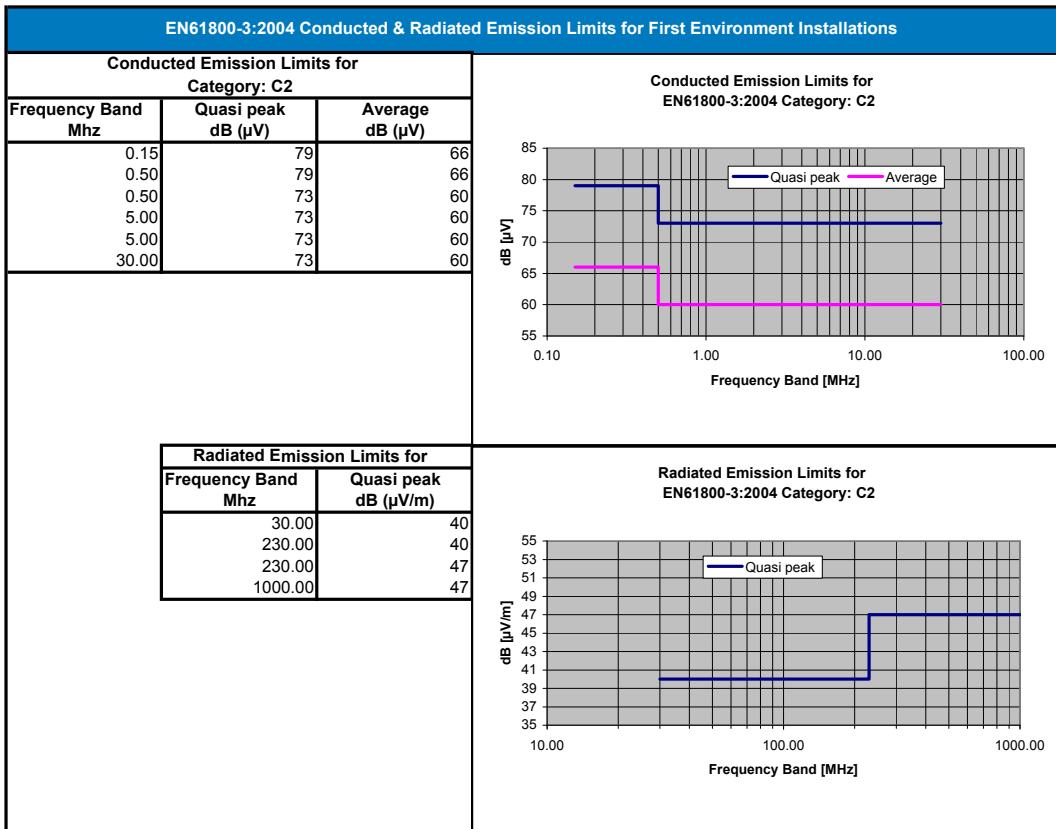 EN61800-3:2004 Conducted & Radiated Emission Limits for First Environment Installations
Conducted Emission Limits for
Category: C2
Frequency Band Quasi peak Average
Mhz dB (µV) dB (µV)
0.15 79 66
0.50 79 66
0.50 73 60
5.00 73 60
5.00 73 60
30.00 73 60
Conducted Emission Limits for
EN61800-3:2004 Category: C2
85
80
75
70
65
60
55
dB [µV]
Quasi peak Average
0.10 1.00 10.00 100.00
Frequency Band [MHz]
Radiated Emission Limits for
Frequency Band Quasi peak
Mhz dB (µV/m)
30.00 40
230.00 40
230.00 47
1000.00 47
Radiated Emission Limits for
EN61800-3:2004 Category: C2
55
53
51
49
47
45
43
41
39
37
35
dB [µV/m]
Quasi peak
10.00 100.00 1000.00
Frequency Band [MHz]